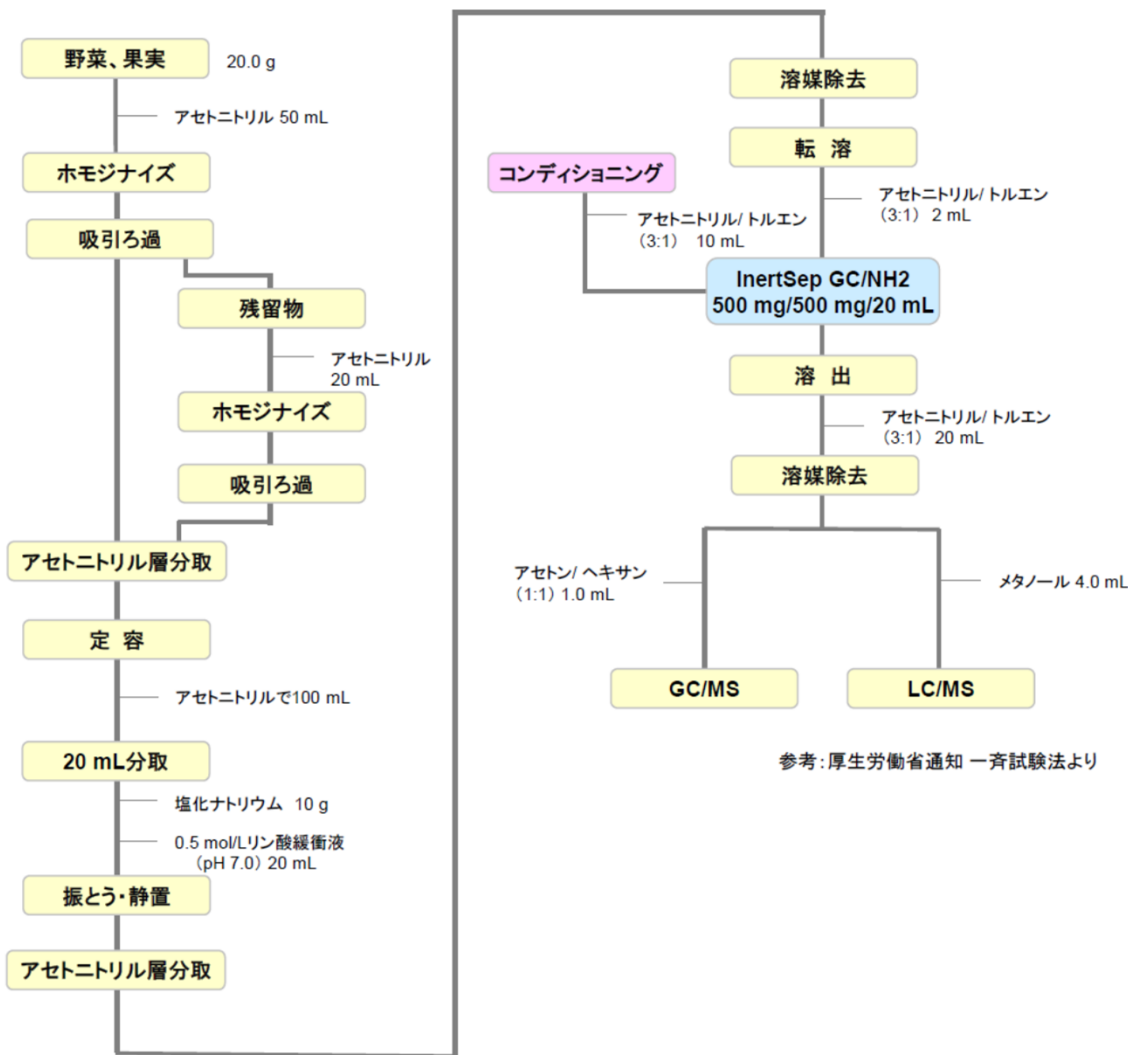 野菜、果実
20.0 g
アセトニトリル 50 mL
ホモジナイズ
吸引ろ過
残留物
アセトニトリル
20 mL
ホモジナイズ
吸引ろ過
アセトニトリル層分取
定 容
アセトニトリルで100 mL
20 mL分取
塩化ナトリウム 10 g
0.5 mol/Lリン酸緩衝液
(pH 7.0) 20 mL
振とう・静置
アセトニトリル層分取
溶媒除去
転 溶
アセトニトリル/トルエン
(3:1) 2 mL
コンディショニング
アセトニトリル/トルエン
(3:1) 10 mL
InertSep GC/NH2
500 mg/500 mg/20 mL
溶 出
アセトニトリル/トルエン
(3:1) 20 mL
溶媒除去
アセトン/ヘキサン
(1:1) 1.0 mL
メタノール 4.0 mL
GC/MS
LC/MS
参考:厚生労働省通知 一斉試験法より